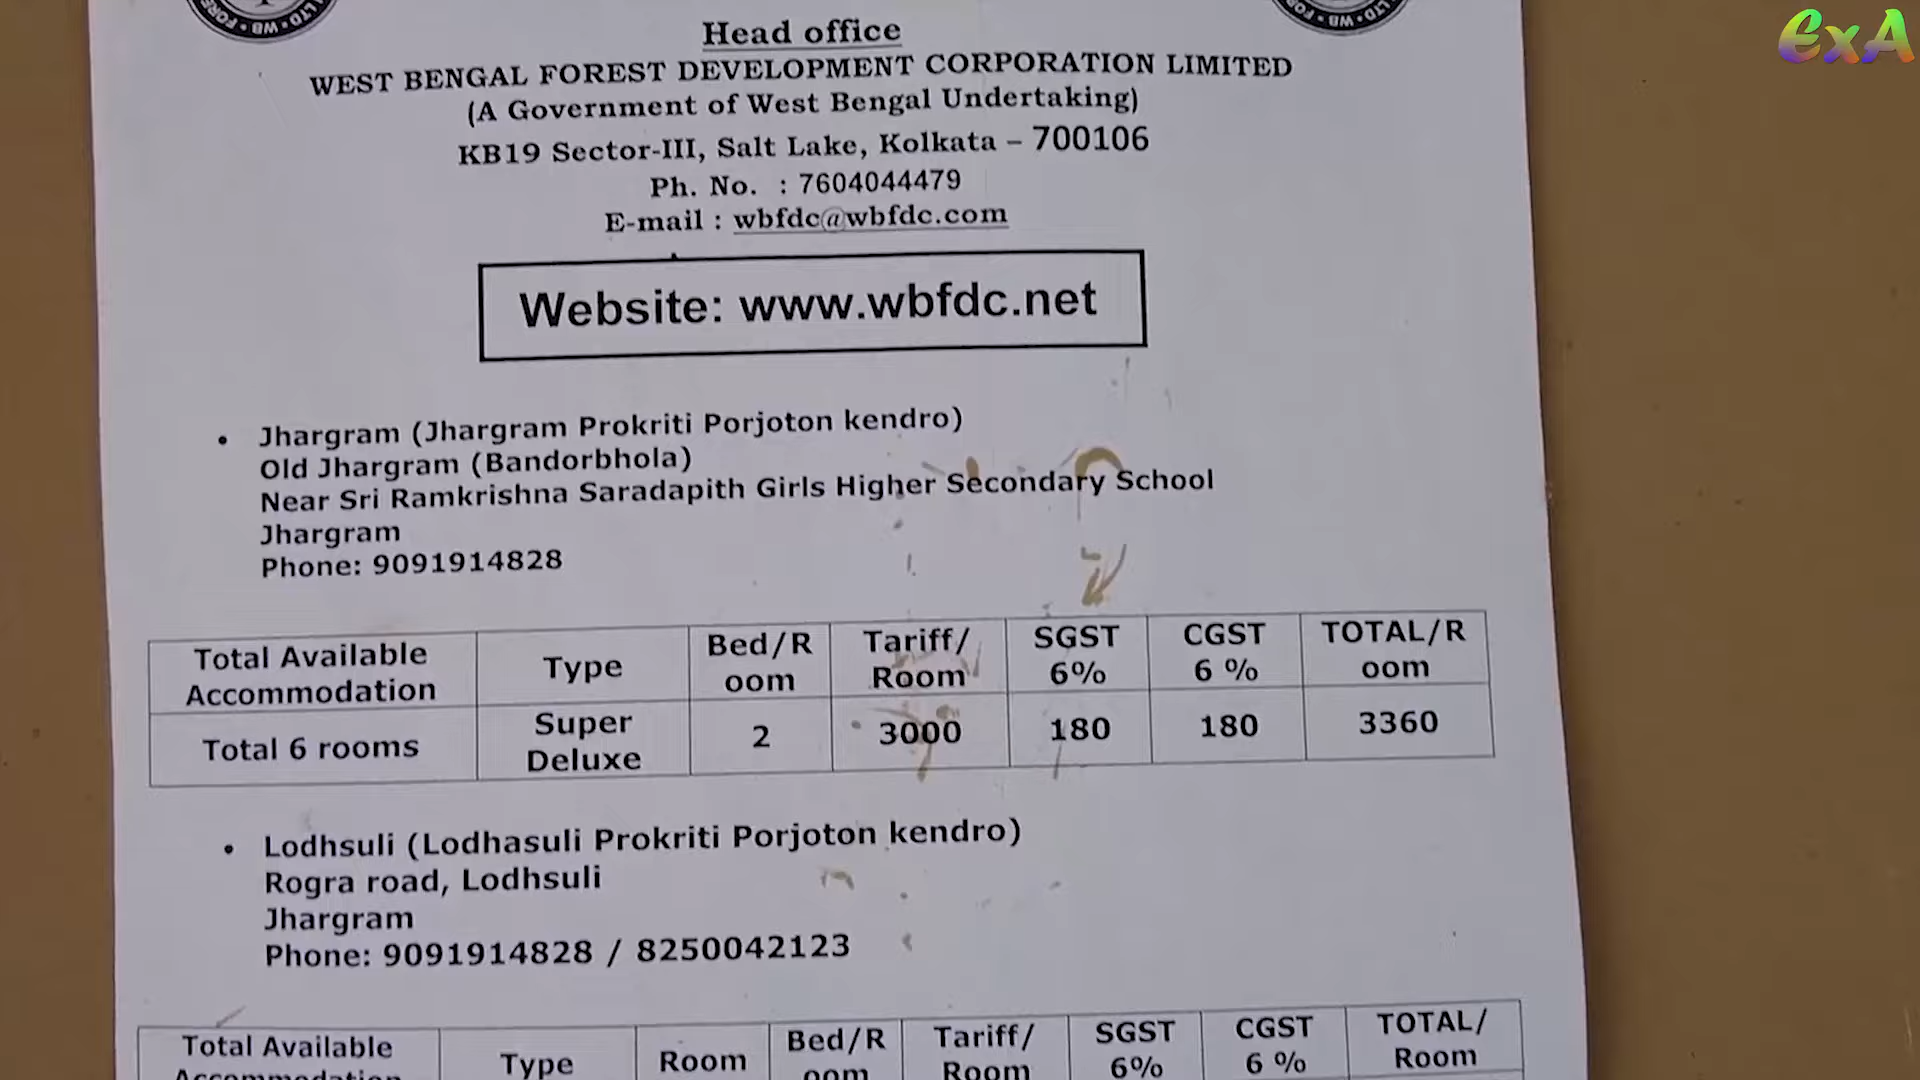 ExA
Head office
WEST BENGAL FOREST DEVELOPMENT CORPORATION LIMITED
(A Government of West Bengal Undertaking)
KB19 Sector-III, Salt Lake, Kolkata – 700106
Ph. No. : 7604044479
E-mail : wbfdc@wbfdc.com
Website: www.wbfdc.net
• Jhargram (Jhargram Prokriti Porjoton kendro)
Old Jhargram (Bandorbhola)
Near Sri Ramkrishna Saradapith Girls Higher Secondary School
Jhargram
Phone: 9091914828
Total Available Accommodation Type Bed/Room Tariff/Room SGST 6% CGST 6 % TOTAL/Room
Total 6 rooms Super Deluxe 2 3000 180 180 3360
• Lodhsuli (Lodhasuli Prokriti Porjoton kendro)
Rogra road, Lodhsuli
Jhargram
Phone: 9091914828 / 8250042123
Total Available Accommodation Type Room Bed/Room Tariff/Room SGST 6% CGST 6 % TOTAL/Room